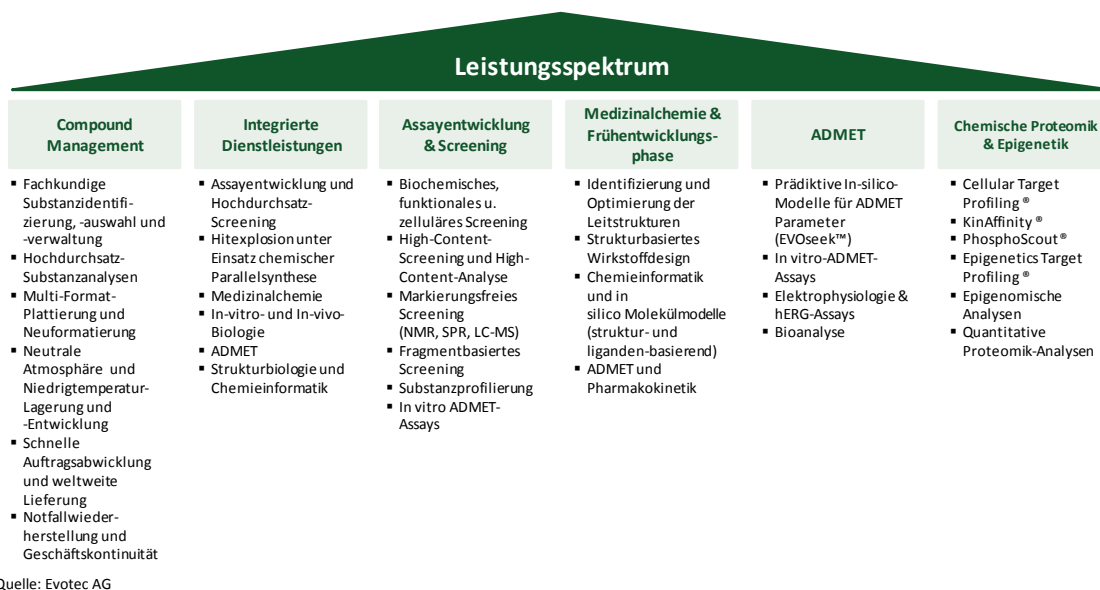 Leistungsspektrum
Compound
Management
Fachkundige
Substanzidentifi-
zierung, -auswahl und
-verwaltung
Hochdurchsatz-
Substanzanalysen
Multi-Format-
Plattierung und
Neuformatierung
Neutrale
Atmosphäre und
Niedrigtemperatur-
Lagerung und
-Entwicklung
Schnelle
Auftragsabwicklung
und weltweite
Lieferung
Notfallwieder-
herstellung und
Geschäftskontinuität
Integrierte
Dienstleistungen
Assayentwicklung und
Hochdurchsatz-
Screening
Hitexplosion unter
Einsatz chemischer
Parallelsynthese
Medizinalchemie
In-vitro- und In-vivo-
Biologie
ADMET
Strukturbiologie und
Chemieinformatik
Assayentwicklung
& Screening
Biochemisches,
funktionales u.
zelluläres Screening
High-Content-
Screening und High-
Content-Analyse
Markierungsfreies
Screening
(NMR, SPR, LC-MS)
Fragmentbasiertes
Screening
Substanzprofilierung
In vitro ADMET-
Assays
Medizinalchemie &
Frühentwicklungs-
phase
Identifizierung und
Optimierung der
Leitstrukturen
Strukturbasiertes
Wirkstoffdesign
Chemieinformatik
und in
silico Molekülmodelle
(struktur- und
liganden-basierend)
ADMET und
Pharmakokinetik
ADMET
Prädiktive In-silico-
Modelle für ADMET
Parameter
(EVOseek™)
In vitro-ADMET-
Assays
Elektrophysiologie &
hERG-Assays
Bioanalyse
Chemische Proteomik
& Epigenetik
Cellular Target
Profiling ®
KinAffinity ®
PhosphoScout ®
Epigenetics Target
Profiling ®
Epigenomische
Analysen
Quantitative
Proteomik-Analysen
Quelle: Evotec AG